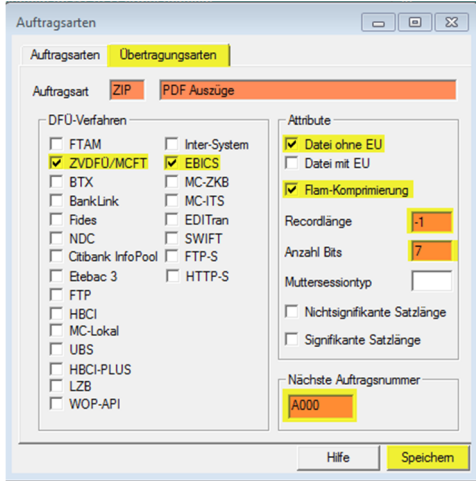 Auftragsarten
Auftragsarten Übertragungsarten
Auftragsart ZIP PDF Auszüge
DFÜ-Verfahren
FTAM Inter-System
ZVDFÜ/MCFT EBICS
BTX MC-ZKB
BankLink MC-ITS
Fides EDITran
NDC SWIFT
Citibank InfoPool FTP-S
Etebac 3 HTTP-S
FTP
HBCI
MC-Lokal
UBS
HBCI-PLUS
LZB
WOP-API
Attribute
Datei ohne EU
Datei mit EU
Flam-Komprimierung
Recordlänge -1
Anzahl Bits 7
Muttersessiontyp
Nichtsignifikante Satzlänge
Signifikante Satzlänge
Nächste Auftragsnummer
A000
Hilfe Speichern